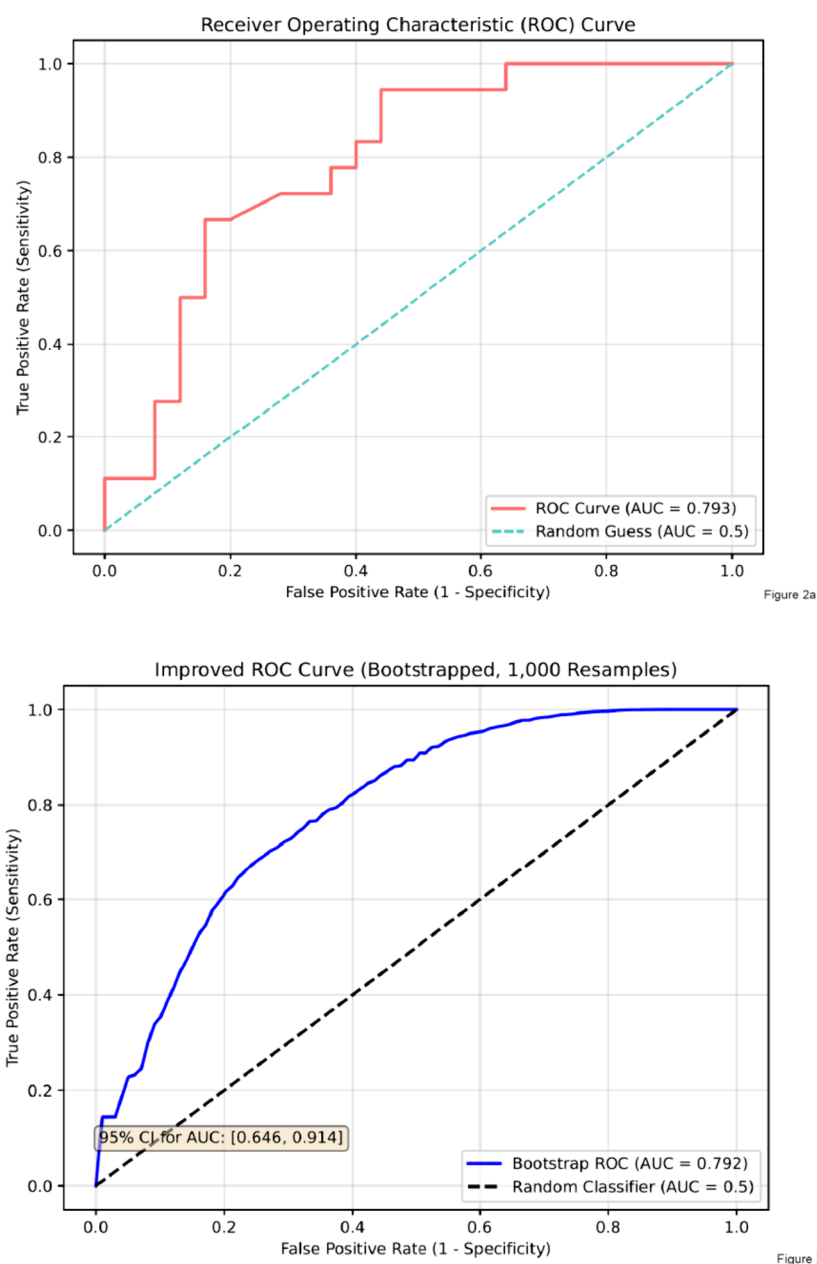 Receiver Operating Characteristic (ROC) Curve
True Positive Rate (Sensitivity)
1.0
0.8
0.6
0.4
0.2
0.0
ROC Curve (AUC = 0.793)
Random Guess (AUC = 0.5)
0.0 0.2 0.4 0.6 0.8 1.0
False Positive Rate (1 - Specificity)
Figure 2a
Improved ROC Curve (Bootstrapped, 1,000 Resamples)
True Positive Rate (Sensitivity)
1.0
0.8
0.6
0.4
0.2
0.0
95% CI for AUC: [0.646, 0.914]
Bootstrap ROC (AUC = 0.792)
Random Classifier (AUC = 0.5)
0.0 0.2 0.4 0.6 0.8 1.0
False Positive Rate (1 - Specificity)
Figure